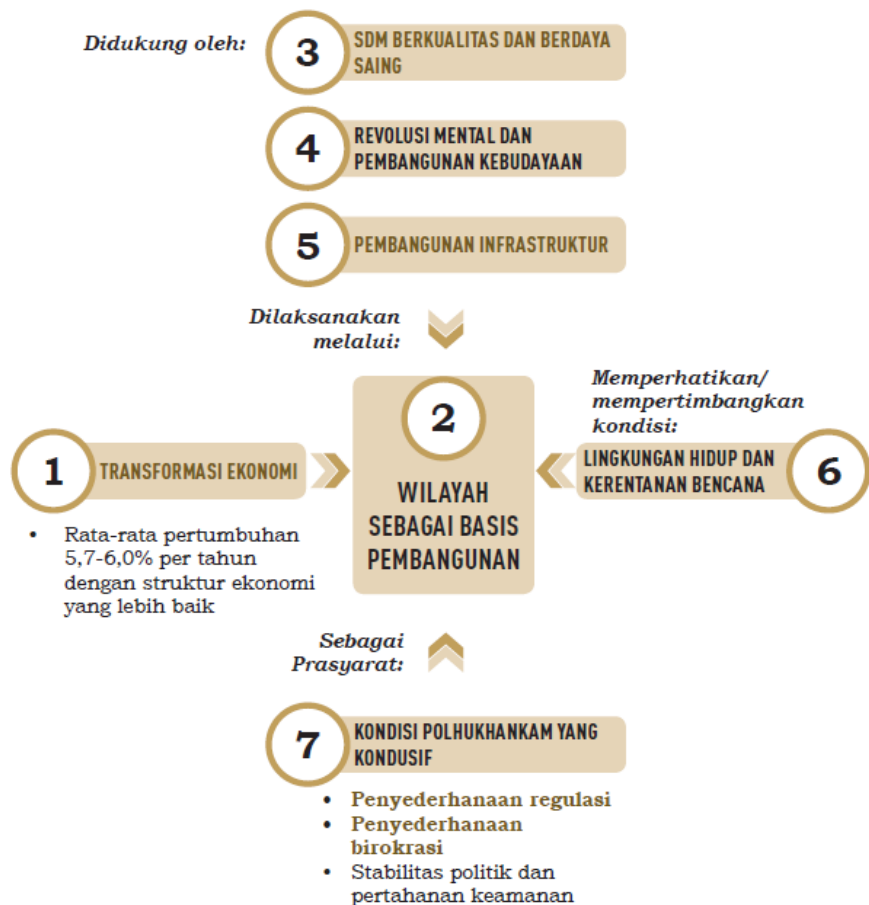 Didukung oleh:
3
SDM BERKUALITAS DAN BERDAYA
SAING
4
REVOLUSI MENTAL DAN
PEMBANGUNAN KEBUDAYAAN
5
PEMBANGUNAN INFRASTRUKTUR
Dilaksanakan
melalui:
1
TRANSFORMASI EKONOMI
• Rata-rata pertumbuhan
5,7-6,0% per tahun
dengan struktur ekonomi
yang lebih baik
2
WILAYAH
SEBAGAI BASIS
PEMBANGUNAN
Memperhatikan/
mempertimbangkan
kondisi:
LINGKUNGAN HIDUP DAN
KERENTANAN BENCANA
6
Sebagai
Prasyarat:
7
KONDISI POLHUKHANKAM YANG
KONDUSIF
• Penyederhanaan regulasi
• Penyederhanaan
birokrasi
• Stabilitas politik dan
pertahanan keamanan